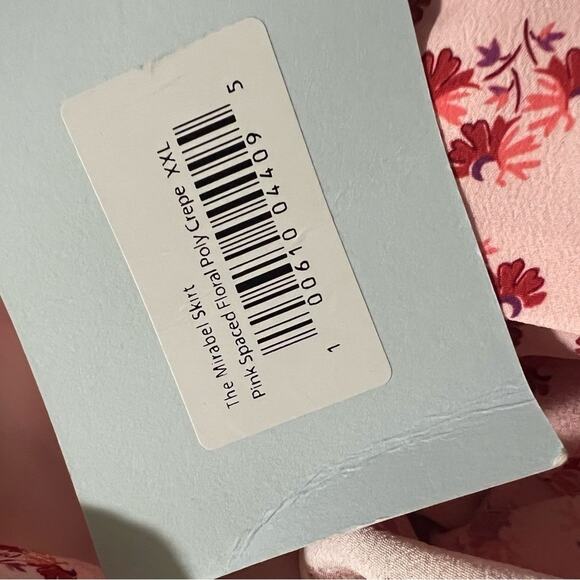 The Mirabel Skirt
Pink Spaced Floral Poly Crepe XXL
1 00610 04409 5